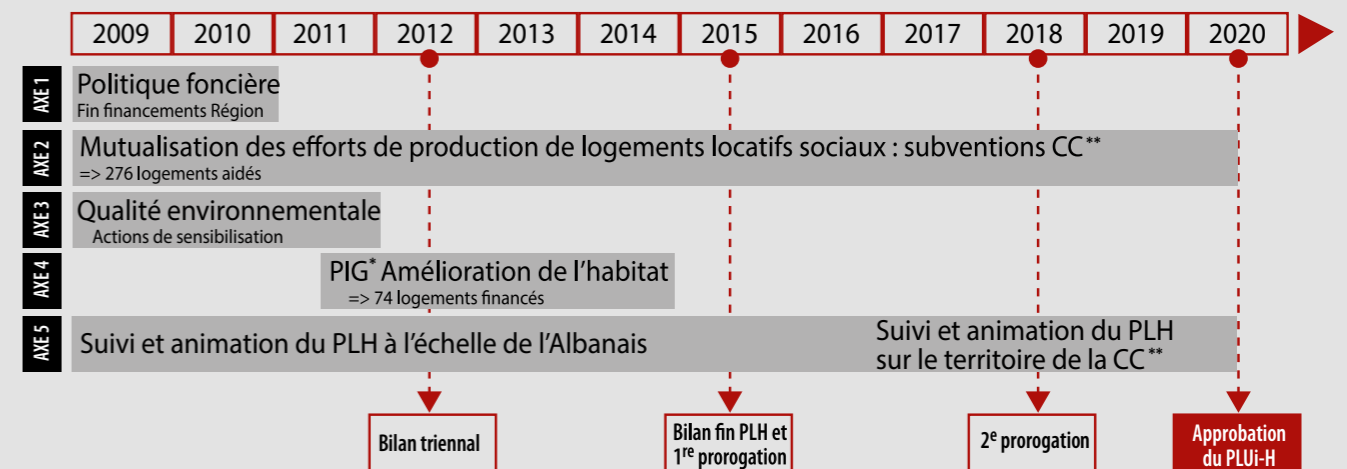 2009 2010 2011 2012 2013 2014 2015 2016 2017 2018 2019 2020
AXE 1
Politique foncière
Fin financements Région
AXE 2
Mutualisation des efforts de production de logements locatifs sociaux : subventions CC**
=> 276 logements aidés
AXE 3
Qualité environnementale
Actions de sensibilisation
AXE 4
PIG* Amélioration de l'habitat
=> 74 logements financés
AXE 5
Suivi et animation du PLH à l'échelle de l'Albanais
Suivi et animation du PLH
sur le territoire de la CC**
Bilan triennal
Bilan fin PLH et
1re prorogation
2e prorogation
Approbation
du PLUi-H